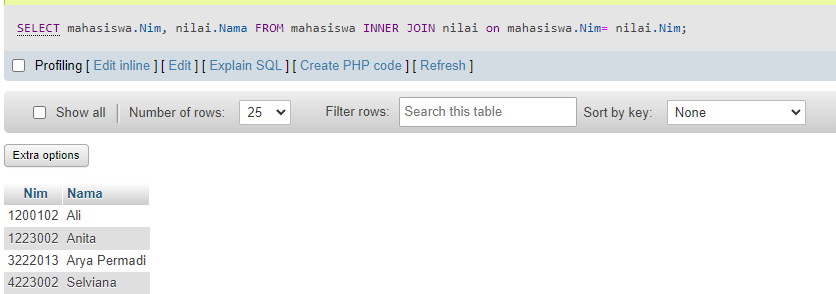 SELECT mahasiswa.Nim, nilai.Nama FROM mahasiswa INNER JOIN nilai on mahasiswa.Nim= nilai.Nim;
Profiling [ Edit inline ] [ Edit ] [ Explain SQL ] [ Create PHP code ] [ Refresh ]
Show all Number of rows: 25 Filter rows: Search this table Sort by key: None
Extra options
Nim Nama
1200102 Ali
1223002 Anita
3222013 Arya Permadi
4223002 Selviana